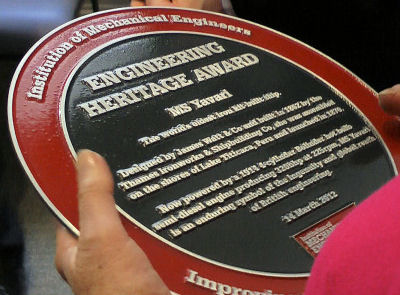 Institution of Mechanical Engineers
ENGINEERING
HERITAGE AWARD
MS Yavari
The world's oldest iron
Designed by James Watt & Co and built in 1862 by the
Thames Ironworks & Shipbuilding Co, she was assembled
on the shores of Lake Titicaca, Peru and launched in 1870.
Now powered by a 1914 4-cylinder Bolinder hot bulb
semi-diesel engine producing 320bhp at 225rpm, MS Yavari
is an enduring symbol of the ingenuity and global reach
of British engineering.
14 March 2012
Improvin